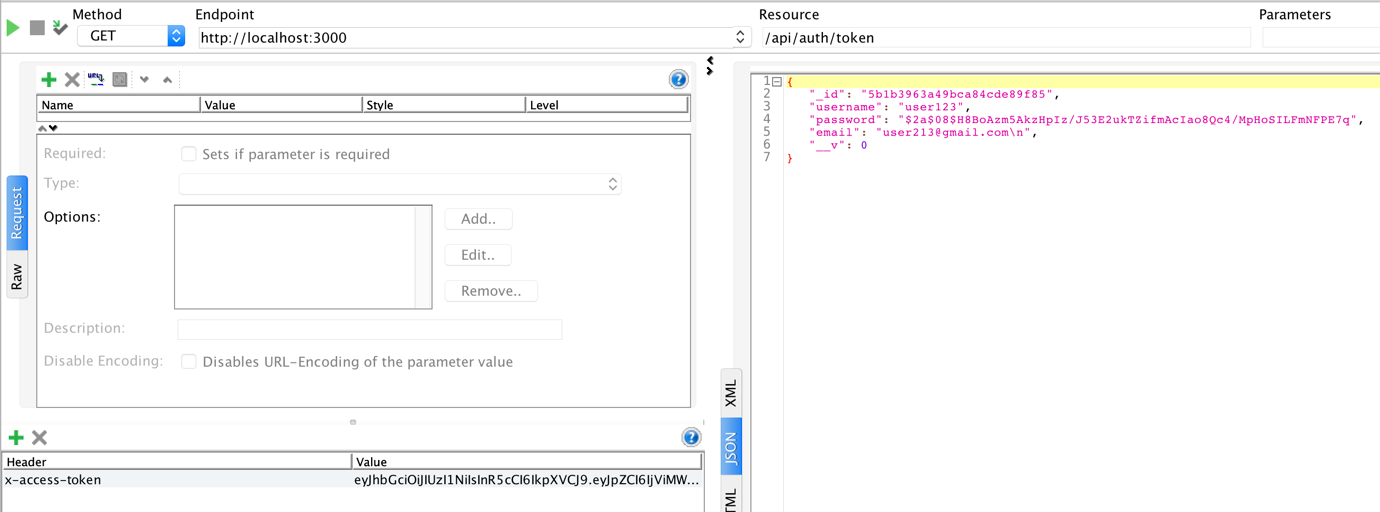 Method Endpoint Resource Parameters
GET http://localhost:3000 /api/auth/token
Name Value Style Level
Required: Sets if parameter is required
Type:
Options:
Add..
Edit..
Remove..
Description:
Disable Encoding: Disables URL-Encoding of the parameter value
Request
Raw
Header Value
x-access-token eyJhbGciOiJIUzI1NiIsInR5cCI6IkpXVCJ9.eyJpZCI6IjViMW...
1 {
2 "_id": "5b1b3963a49bca84cde89f85",
3 "username": "user123",
4 "password": "$2a$08$H8BoAzm5AkzHpIz/J53E2ukTZifmAcIao8Qc4/MpHoSILFmNFPE7q",
5 "email": "user213@gmail.com\n",
6 "__v": 0
7 }
XML
JSON